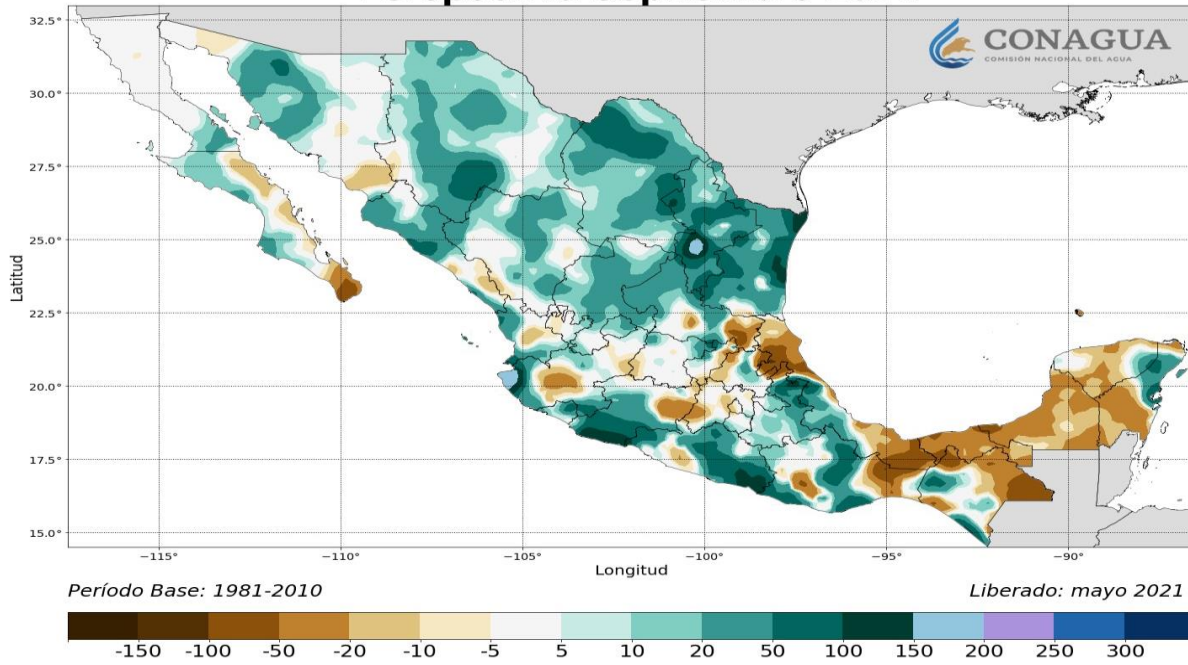 CONAGUA
COMISIÓN NACIONAL DEL AGUA
32.5°
30.0°
27.5°
25.0°
22.5°
20.0°
17.5°
15.0°
Latitud
−115°
−110°
−105°
−100°
−95°
−90°
Longitud
Período Base: 1981-2010
Liberado: mayo 2021
-150 -100 -50 -20 -10 -5 5 10 20 50 100 150 200 250 300